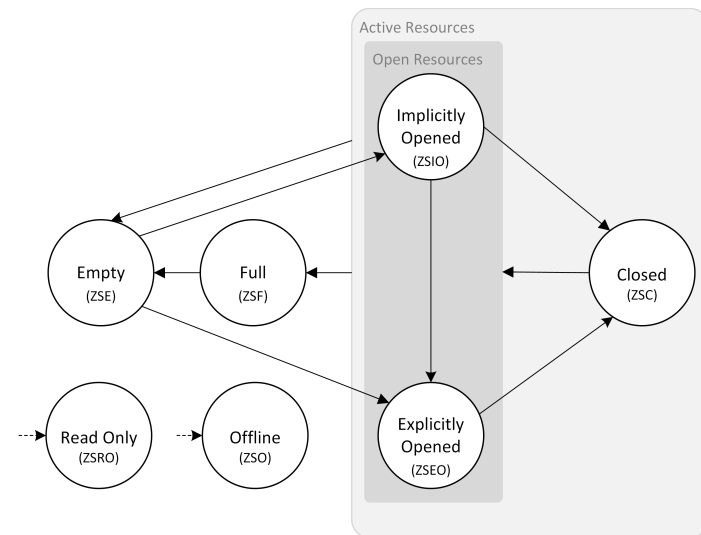 Active Resources
Open Resources
Implicitly
Opened
(ZSIO)
Empty
(ZSE)
Full
(ZSF)
Closed
(ZSC)
Read Only
(ZSRO)
Offline
(ZSO)
Explicitly
Opened
(ZSEO)